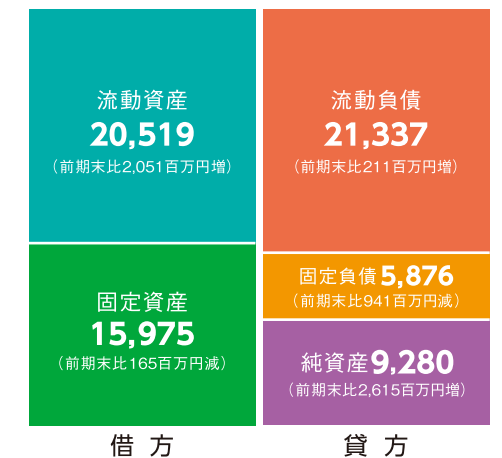 流動資産
20,519
（前期末比2,051百万円増）
固定資産
15,975
（前期末比165百万円減）
借方
流動負債
21,337
（前期末比211百万円増）
固定負債 5,876
（前期末比941百万円減）
純資産 9,280
（前期末比2,615百万円増）
貸方